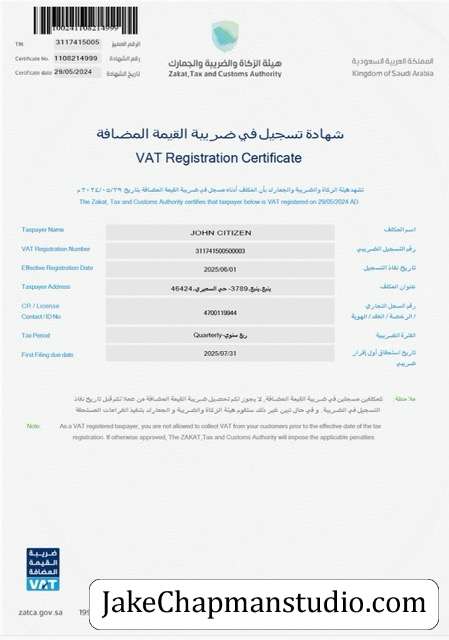 100241108214999
TIN 3117415005 الرقم المميز
Certificate No. 1108214999 رقم الشهادة
Certificate date 29/05/2024 تاريخ الشهادة
هيئة الزكاة والضريبة والجمارك
Zakat, Tax and Customs Authority
المملكة العربية السعودية
Kingdom of Saudi Arabia
شهادة تسجيل في ضريبة القيمة المضافة
VAT Registration Certificate
تشهد هيئة الزكاة والضريبة والجمارك بأن المكلف أدناه مسجل في ضريبة القيمة المضافة بتاريخ ٢٠٢٤/٠٥/٢٩ م
The Zakat, Tax and Customs Authority certifies that taxpayer below is VAT registered on 29/05/2024 AD
Taxpayer Name JOHN CITIZEN اسم المكلف
VAT Registration Number 311741500500003 رقم التسجيل الضريبي
Effective Registration Date 2025/06/01 تاريخ نفاذ التسجيل
Taxpayer Address ينبع,ينبع,3789- حي السميري,46424 عنوان المكلف
CR / License رقم السجل التجاري
Contact / ID No 4700119944 / الرخصة / العقد / الهوية
Tax Period Quarterly-ربع سنوي الفترة الضريبية
First Filing due date 2025/07/31 تاريخ استحقاق أول إقرار
ضريبي
ملاحظة كمكلفين مسجلين في ضريبة القيمة المضافة, لا يجوز لكم تحصيل ضريبة القيمة المضافة من عملائكم قبل تاريخ نفاذ
التسجيل في الضريبة. و في حال تبين غير ذلك ستقوم هيئة الزكاة والضريبة و الجمارك بتنفيذ الغرامات المستحقة
Note: As a VAT registered taxpayer, you are not allowed to collect VAT from your customers prior to the effective date of the tax
registration. If otherwise approved, The ZAKAT,Tax and Customs Authority will impose the applicable penalties
ضريبة
القيمة
المضافة
VAT
zatca.gov.sa 199
JakeChapmanstudio.com